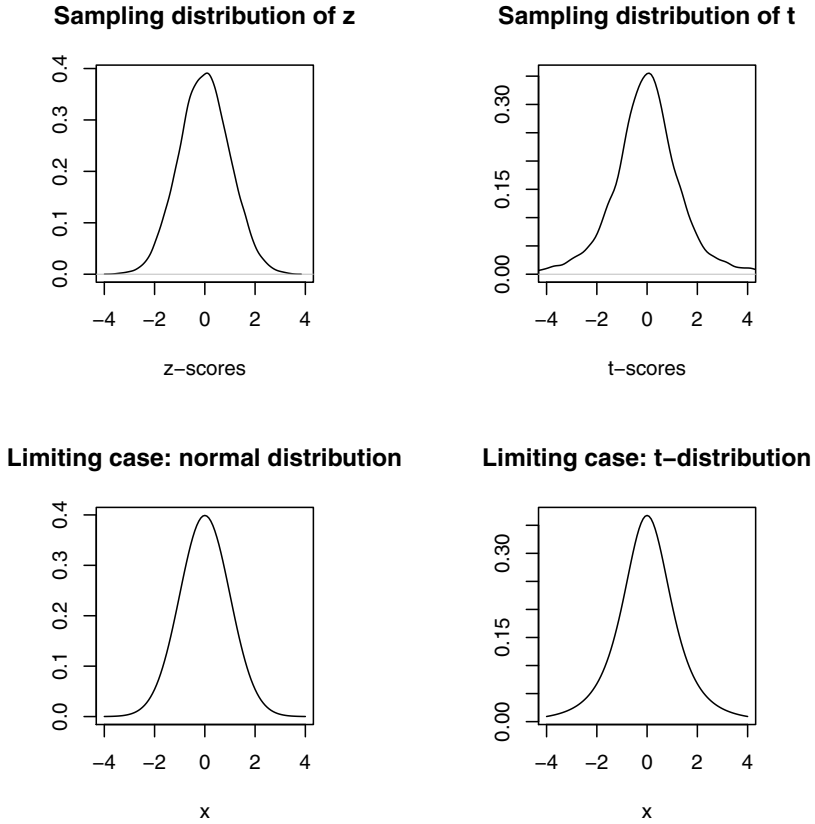 Sampling distribution of z
0.4
0.3
0.2
0.1
0.0
−4 −2 0 2 4
z−scores
Sampling distribution of t
0.30
0.15
0.00
−4 −2 0 2 4
t−scores
Limiting case: normal distribution
0.4
0.3
0.2
0.1
0.0
−4 −2 0 2 4
x
Limiting case: t−distribution
0.30
0.15
0.00
−4 −2 0 2 4
x